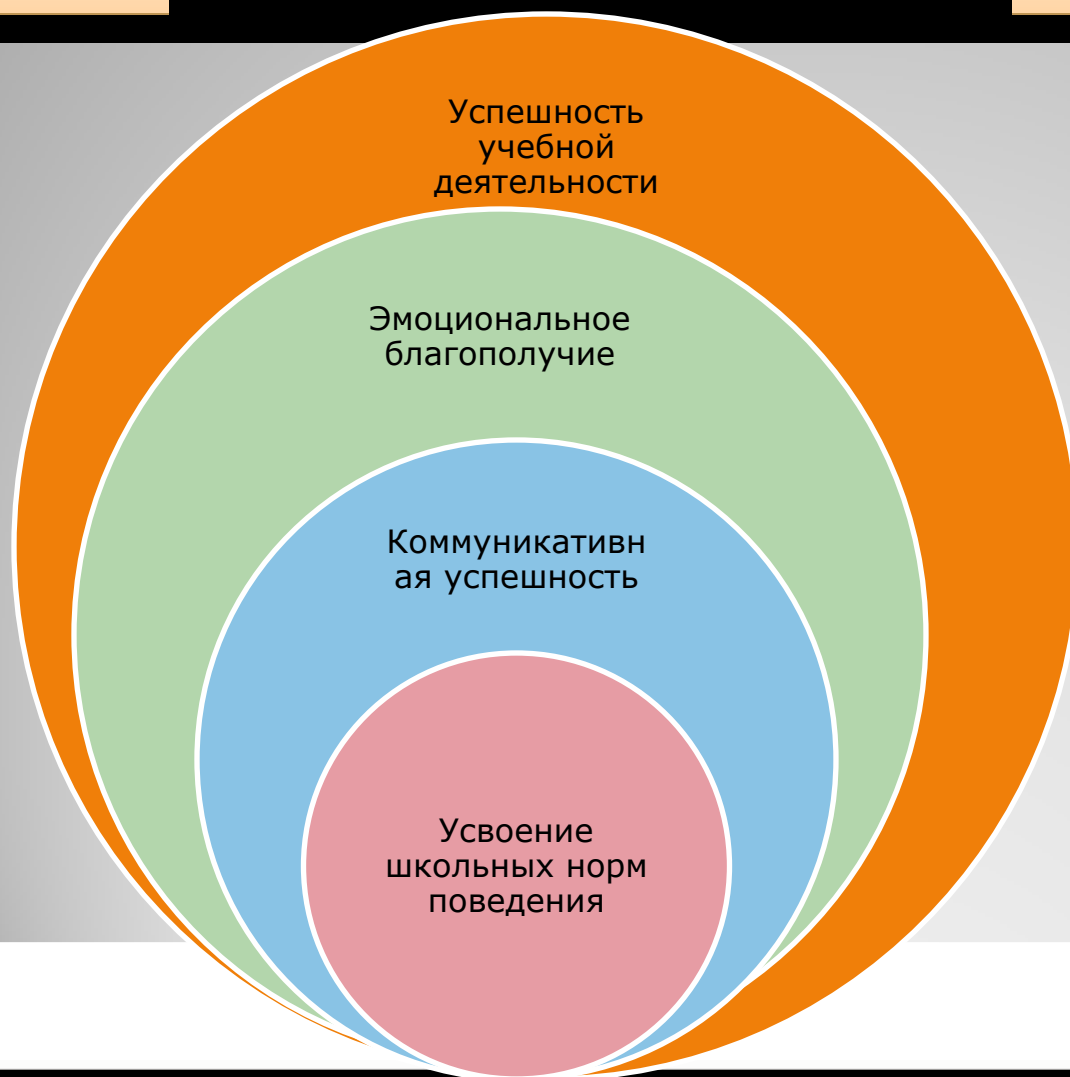 Успешность
учебной
деятельности
Эмоциональное
благополучие
Коммуникативн
ая успешность
Усвоение
школьных норм
поведения